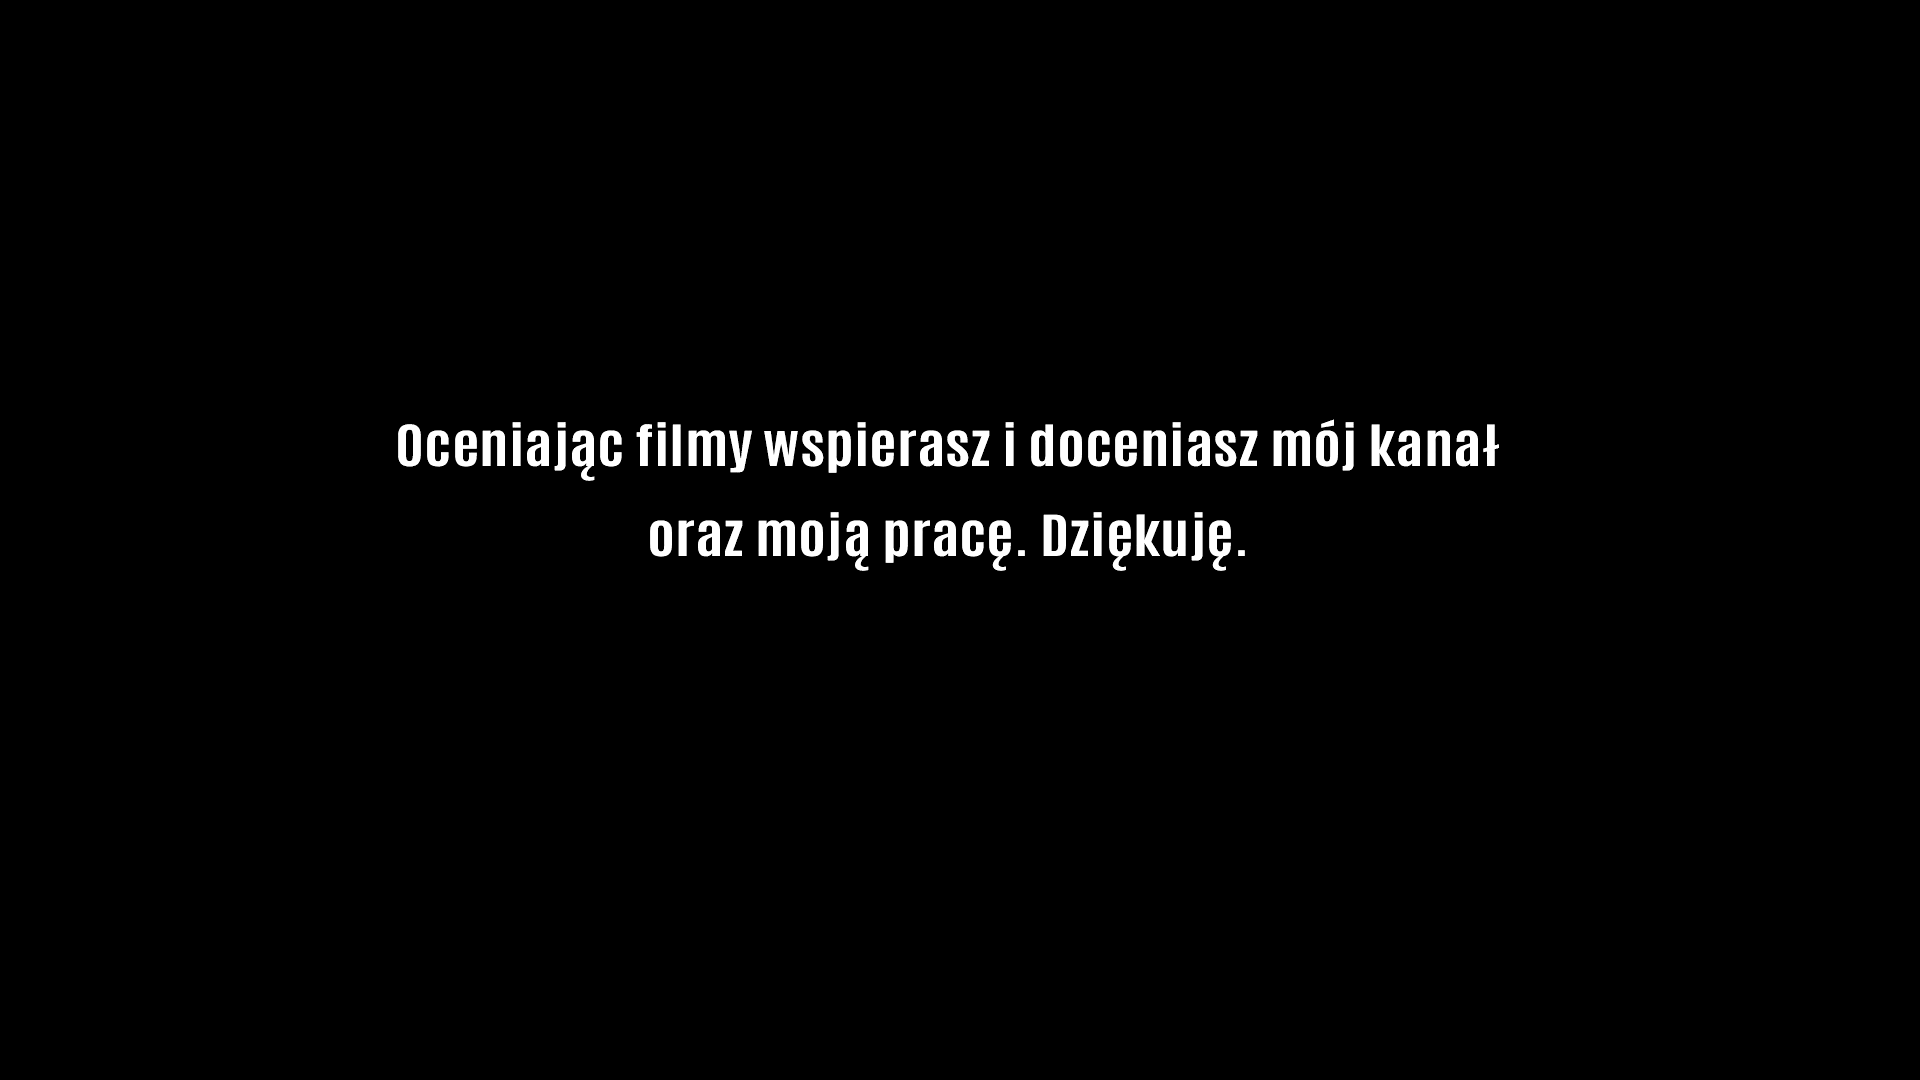 Oceniając filmy wspierasz i doceniasz mój kanał
oraz moją pracę. Dziękuję.